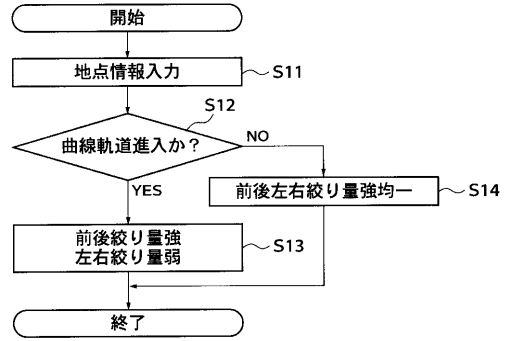 開始
地点情報入力
S11
S12
曲線軌道進入か?
NO
YES
前後左右絞り量強均一
S14
前後絞り量強
左右絞り量弱
S13
終了